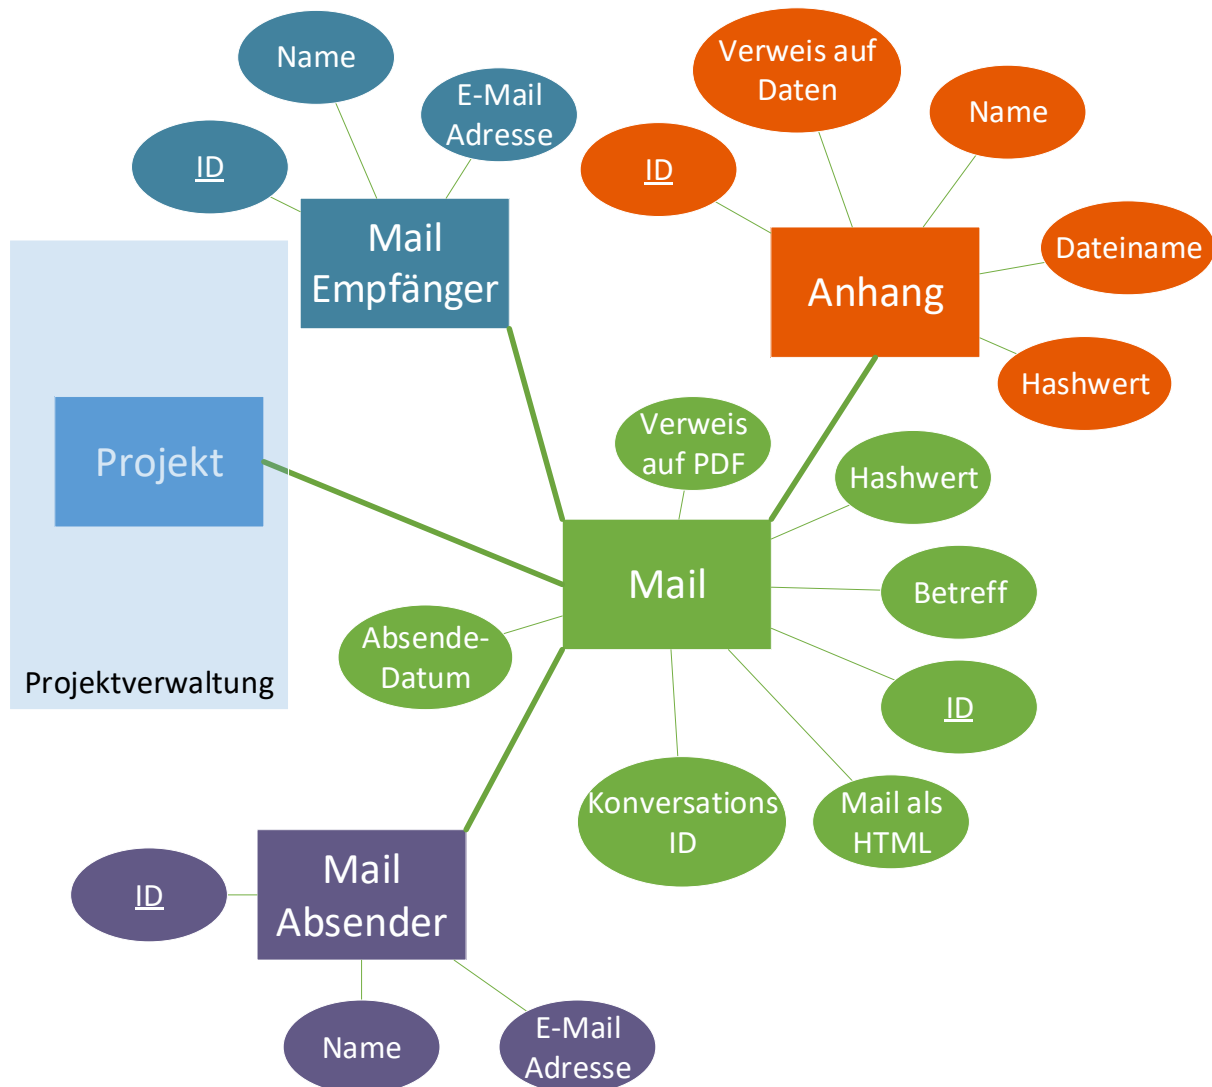 Name
E-Mail
Adresse
ID
Mail
Empfänger
Verweis auf
Daten
Name
ID
Dateiname
Anhang
Hashwert
Projekt
Projektverwaltung
Verweis
auf PDF
Hashwert
Mail
Betreff
Absende-
Datum
ID
Konversations
ID
Mail als
HTML
Mail
Absender
ID
Name
E-Mail
Adresse